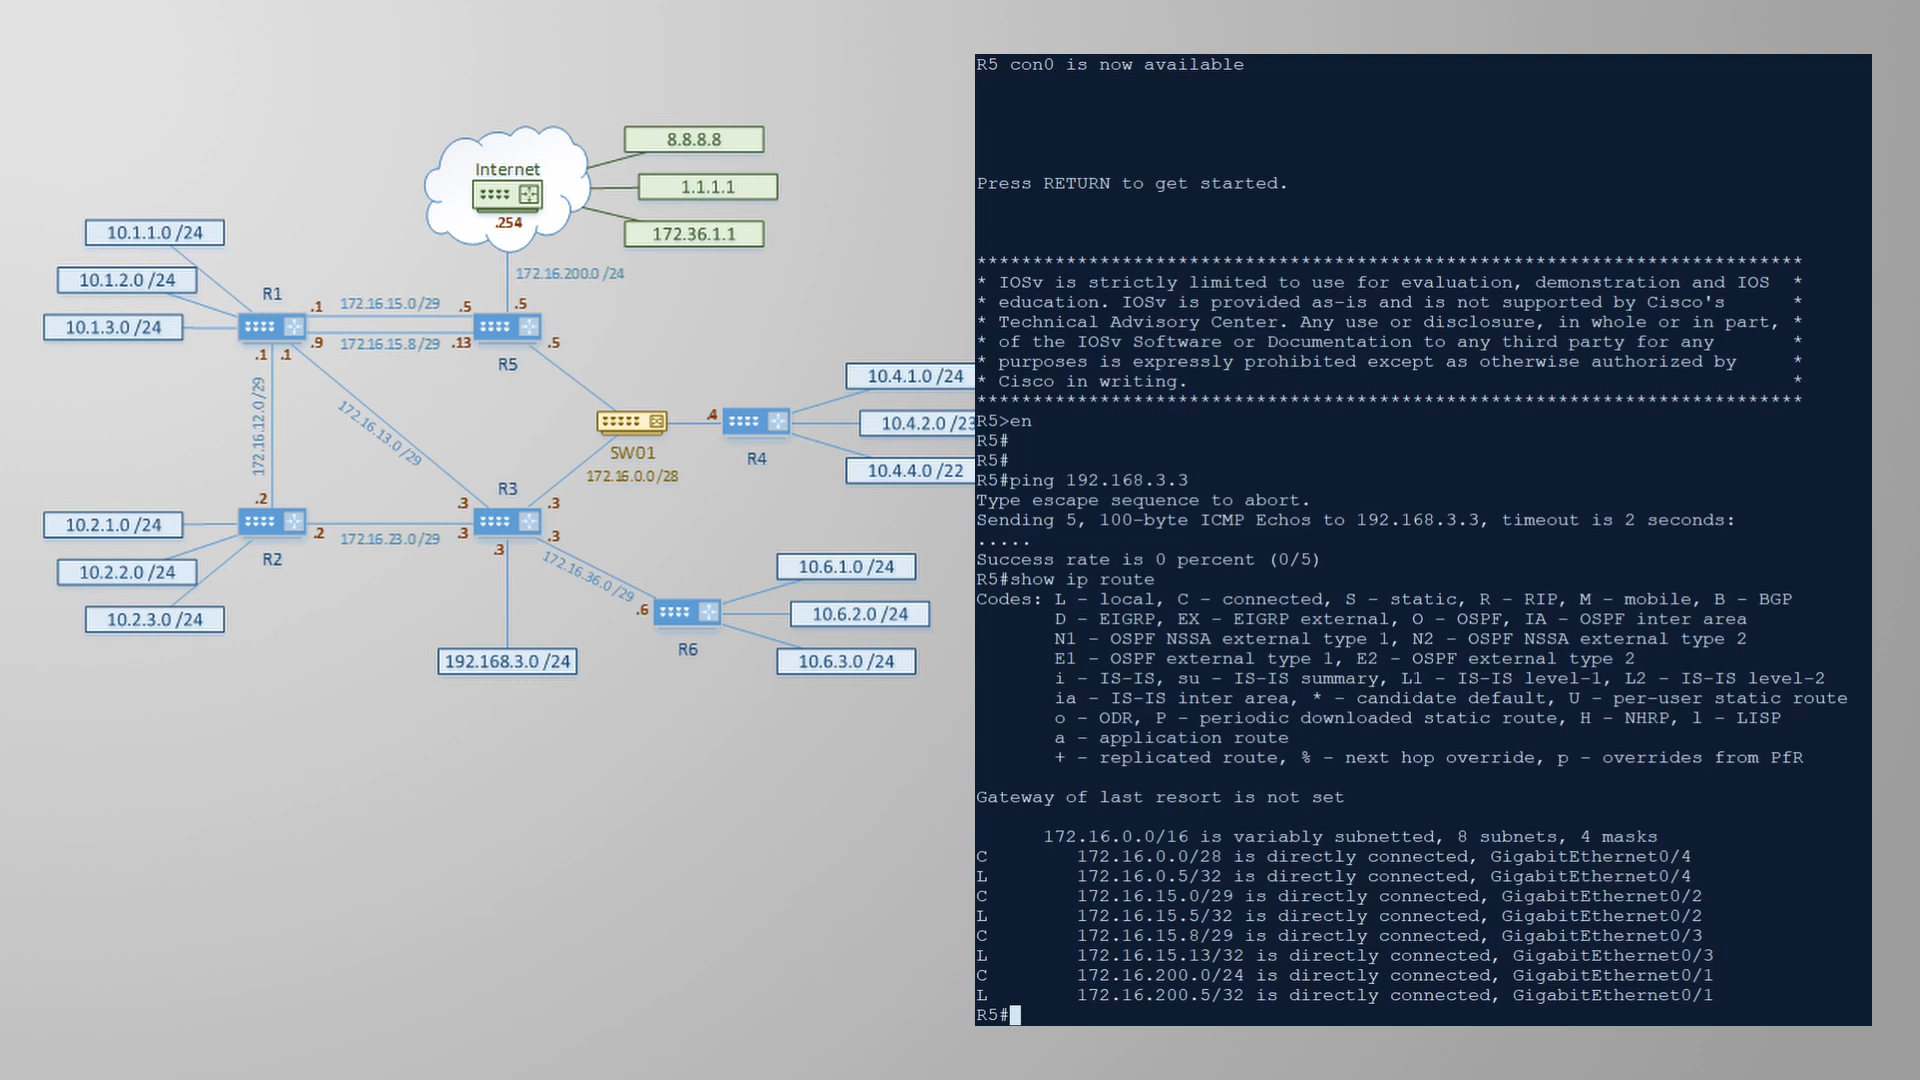 Internet
.254
8.8.8.8
1.1.1.1
172.36.1.1
172.16.200.0 /24
10.1.1.0 /24
10.1.2.0 /24
10.1.3.0 /24
R1
.1
172.16.15.0/29
.5
.5
.9
172.16.15.8/29
.13
.5
R5
.1
.1
172.16.12.0/29
172.16.13.0/29
10.4.1.0 /24
10.4.2.0 /23
10.4.4.0 /22
.4
R4
SW01
172.16.0.0/28
.2
R3
.3
.3
10.2.1.0 /24
10.2.2.0 /24
10.2.3.0 /24
R2
.2
172.16.23.0/29
.3
.3
.3
172.16.36.0/29
.6
R6
10.6.1.0 /24
10.6.2.0 /24
10.6.3.0 /24
192.168.3.0 /24
R5 con0 is now available
Press RETURN to get started.
**************************************************************************
* IOSv is strictly limited to use for evaluation, demonstration and IOS  *
* education. IOSv is provided as-is and is not supported by Cisco's      *
* Technical Advisory Center. Any use or disclosure, in whole or in part, *
* of the IOSv Software or Documentation to any third party for any       *
* purposes is expressly prohibited except as otherwise authorized by     *
* Cisco in writing.                                                      *
**************************************************************************
R5>en
R5#
R5#
R5#ping 192.168.3.3
Type escape sequence to abort.
Sending 5, 100-byte ICMP Echos to 192.168.3.3, timeout is 2 seconds:
.....
Success rate is 0 percent (0/5)
R5#show ip route
Codes: L - local, C - connected, S - static, R - RIP, M - mobile, B - BGP
D - EIGRP, EX - EIGRP external, O - OSPF, IA - OSPF inter area
N1 - OSPF NSSA external type 1, N2 - OSPF NSSA external type 2
E1 - OSPF external type 1, E2 - OSPF external type 2
i - IS-IS, su - IS-IS summary, L1 - IS-IS level-1, L2 - IS-IS level-2
ia - IS-IS inter area, * - candidate default, U - per-user static route
o - ODR, P - periodic downloaded static route, H - NHRP, l - LISP
a - application route
+ - replicated route, % - next hop override, p - overrides from PfR
Gateway of last resort is not set
172.16.0.0/16 is variably subnetted, 8 subnets, 4 masks
C 172.16.0.0/28 is directly connected, GigabitEthernet0/4
L 172.16.0.5/32 is directly connected, GigabitEthernet0/4
C 172.16.15.0/29 is directly connected, GigabitEthernet0/2
L 172.16.15.5/32 is directly connected, GigabitEthernet0/2
C 172.16.15.8/29 is directly connected, GigabitEthernet0/3
L 172.16.15.13/32 is directly connected, GigabitEthernet0/3
C 172.16.200.0/24 is directly connected, GigabitEthernet0/1
L 172.16.200.5/32 is directly connected, GigabitEthernet0/1
R5#